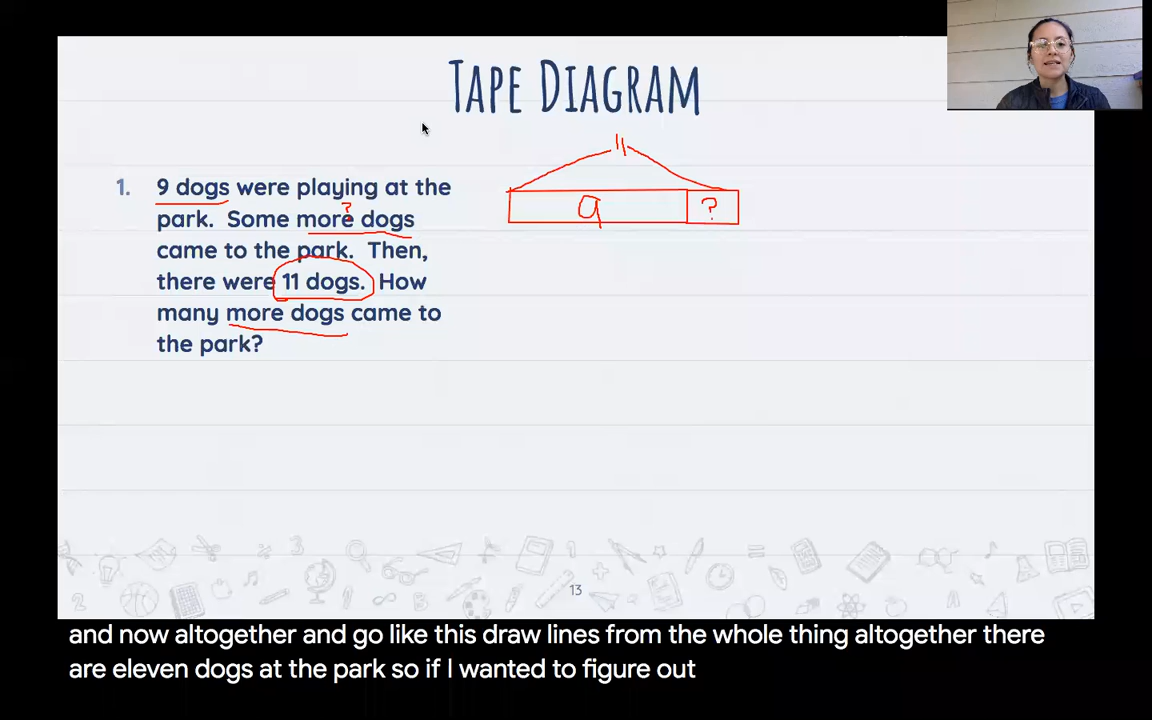 TAPE DIAGRAM
11
1. 9 dogs were playing at the
?
park. Some more dogs
came to the park. Then,
there were 11 dogs. How
many more dogs came to
the park?
9 ?
13
and now altogether and go like this draw lines from the whole thing altogether there
are eleven dogs at the park so if I wanted to figure out